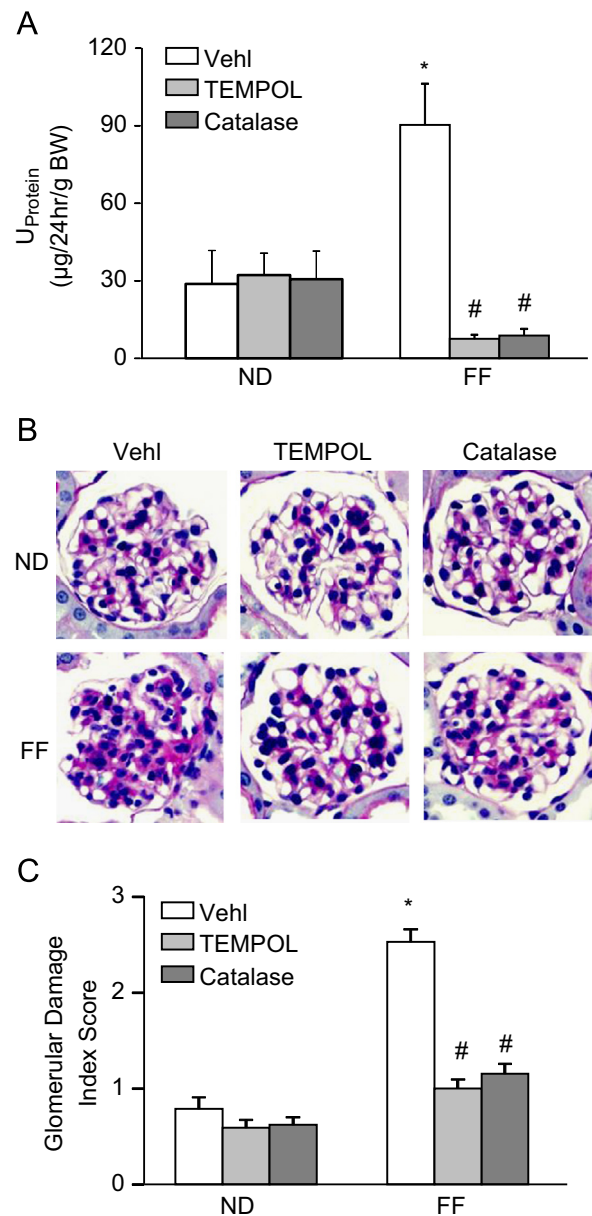 A
120
90
60
30
0
U_Protein
(µg/24hr/g BW)
Vehl
TEMPOL
Catalase
*
# #
ND FF
B
Vehl TEMPOL Catalase
ND
FF
C
3
2
1
0
Glomerular Damage
Index Score
Vehl
TEMPOL
Catalase
*
# #
ND FF